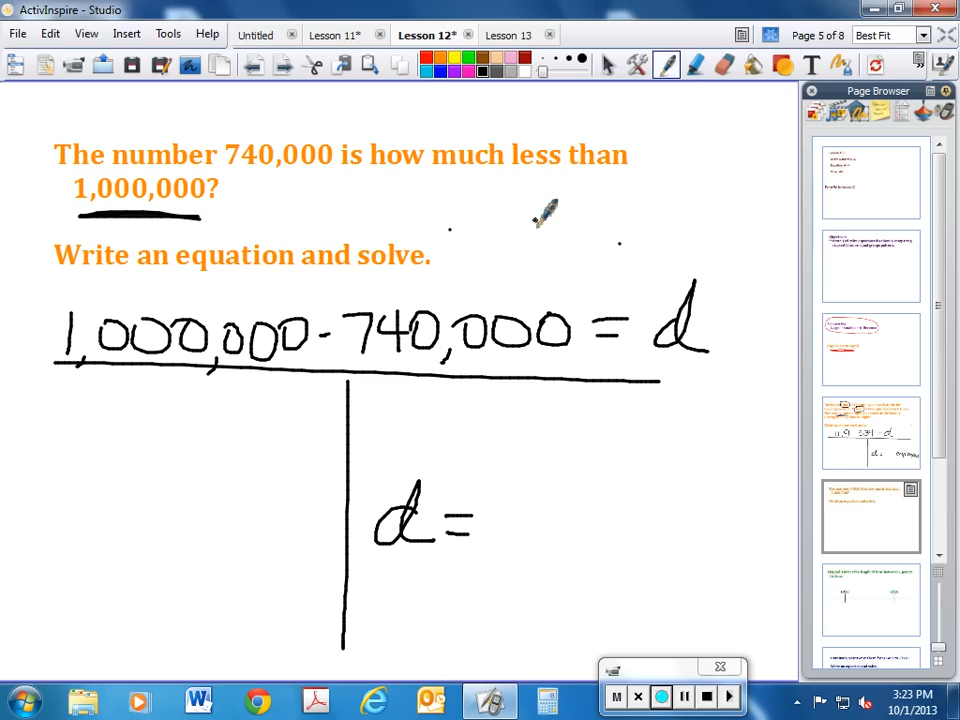 ActivInspire - Studio
File Edit View Insert Tools Help Untitled Lesson 11* Lesson 12* Lesson 13 Page 5 of 8 Best Fit
Page Browser
The number 740,000 is how much less than
1,000,000?
Write an equation and solve.
1,000,000 - 740,000 = d
d =
M
3:23 PM
10/1/2013